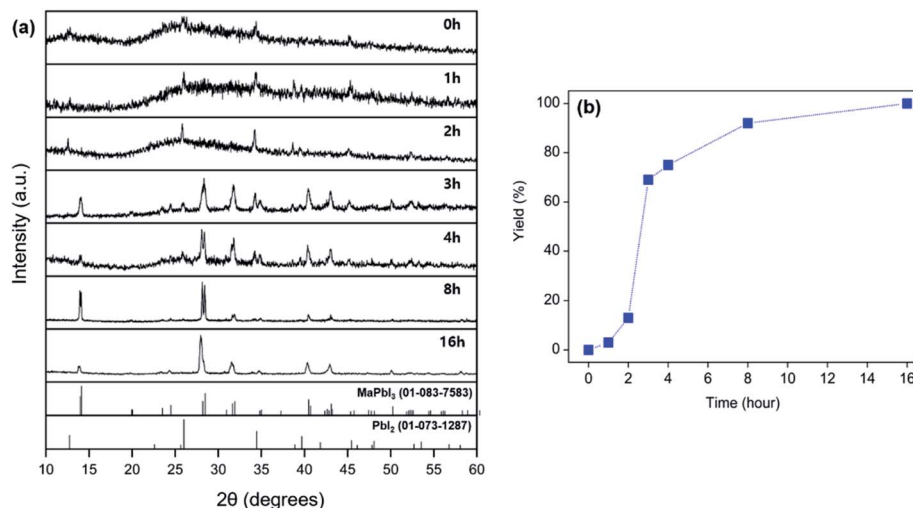 (a)
0h
1h
2h
3h
4h
8h
16h
MaPbI₃ (01-083-7583)
PbI₂ (01-073-1287)
Intensity (a.u.)
10 15 20 25 30 35 40 45 50 55 60
2θ (degrees)
(b)
100
80
60
40
20
0
Yield (%)
0 2 4 6 8 10 12 14 16
Time (hour)